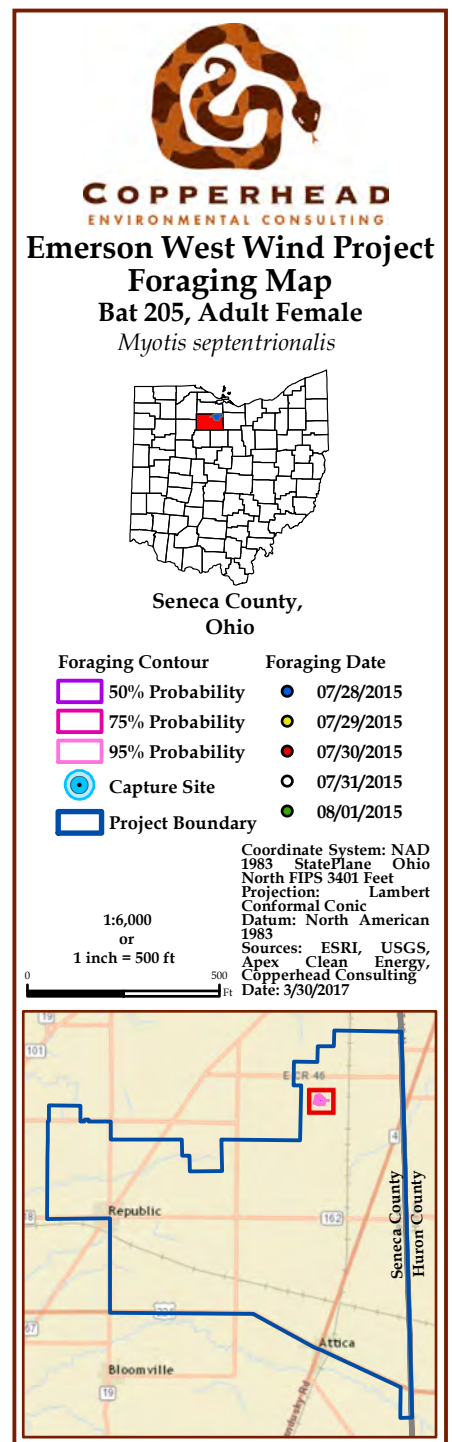 COPPERHEAD
ENVIRONMENTAL CONSULTING
Emerson West Wind Project
Foraging Map
Bat 205, Adult Female
Myotis septentrionalis
Seneca County,
Ohio
Foraging Contour
50% Probability
75% Probability
95% Probability
Capture Site
Project Boundary
Foraging Date
07/28/2015
07/29/2015
07/30/2015
07/31/2015
08/01/2015
Coordinate System: NAD
1983 StatePlane Ohio
North FIPS 3401 Feet
Projection: Lambert
Conformal Conic
Datum: North American
1983
Sources: ESRI, USGS,
Apex Clean Energy,
Copperhead Consulting
Date: 3/30/2017
1:6,000
or
1 inch = 500 ft
0 500
Ft
19
101
E CR 46
4
Republic
162
Seneca County
Huron County
Attica
Bloomville
19